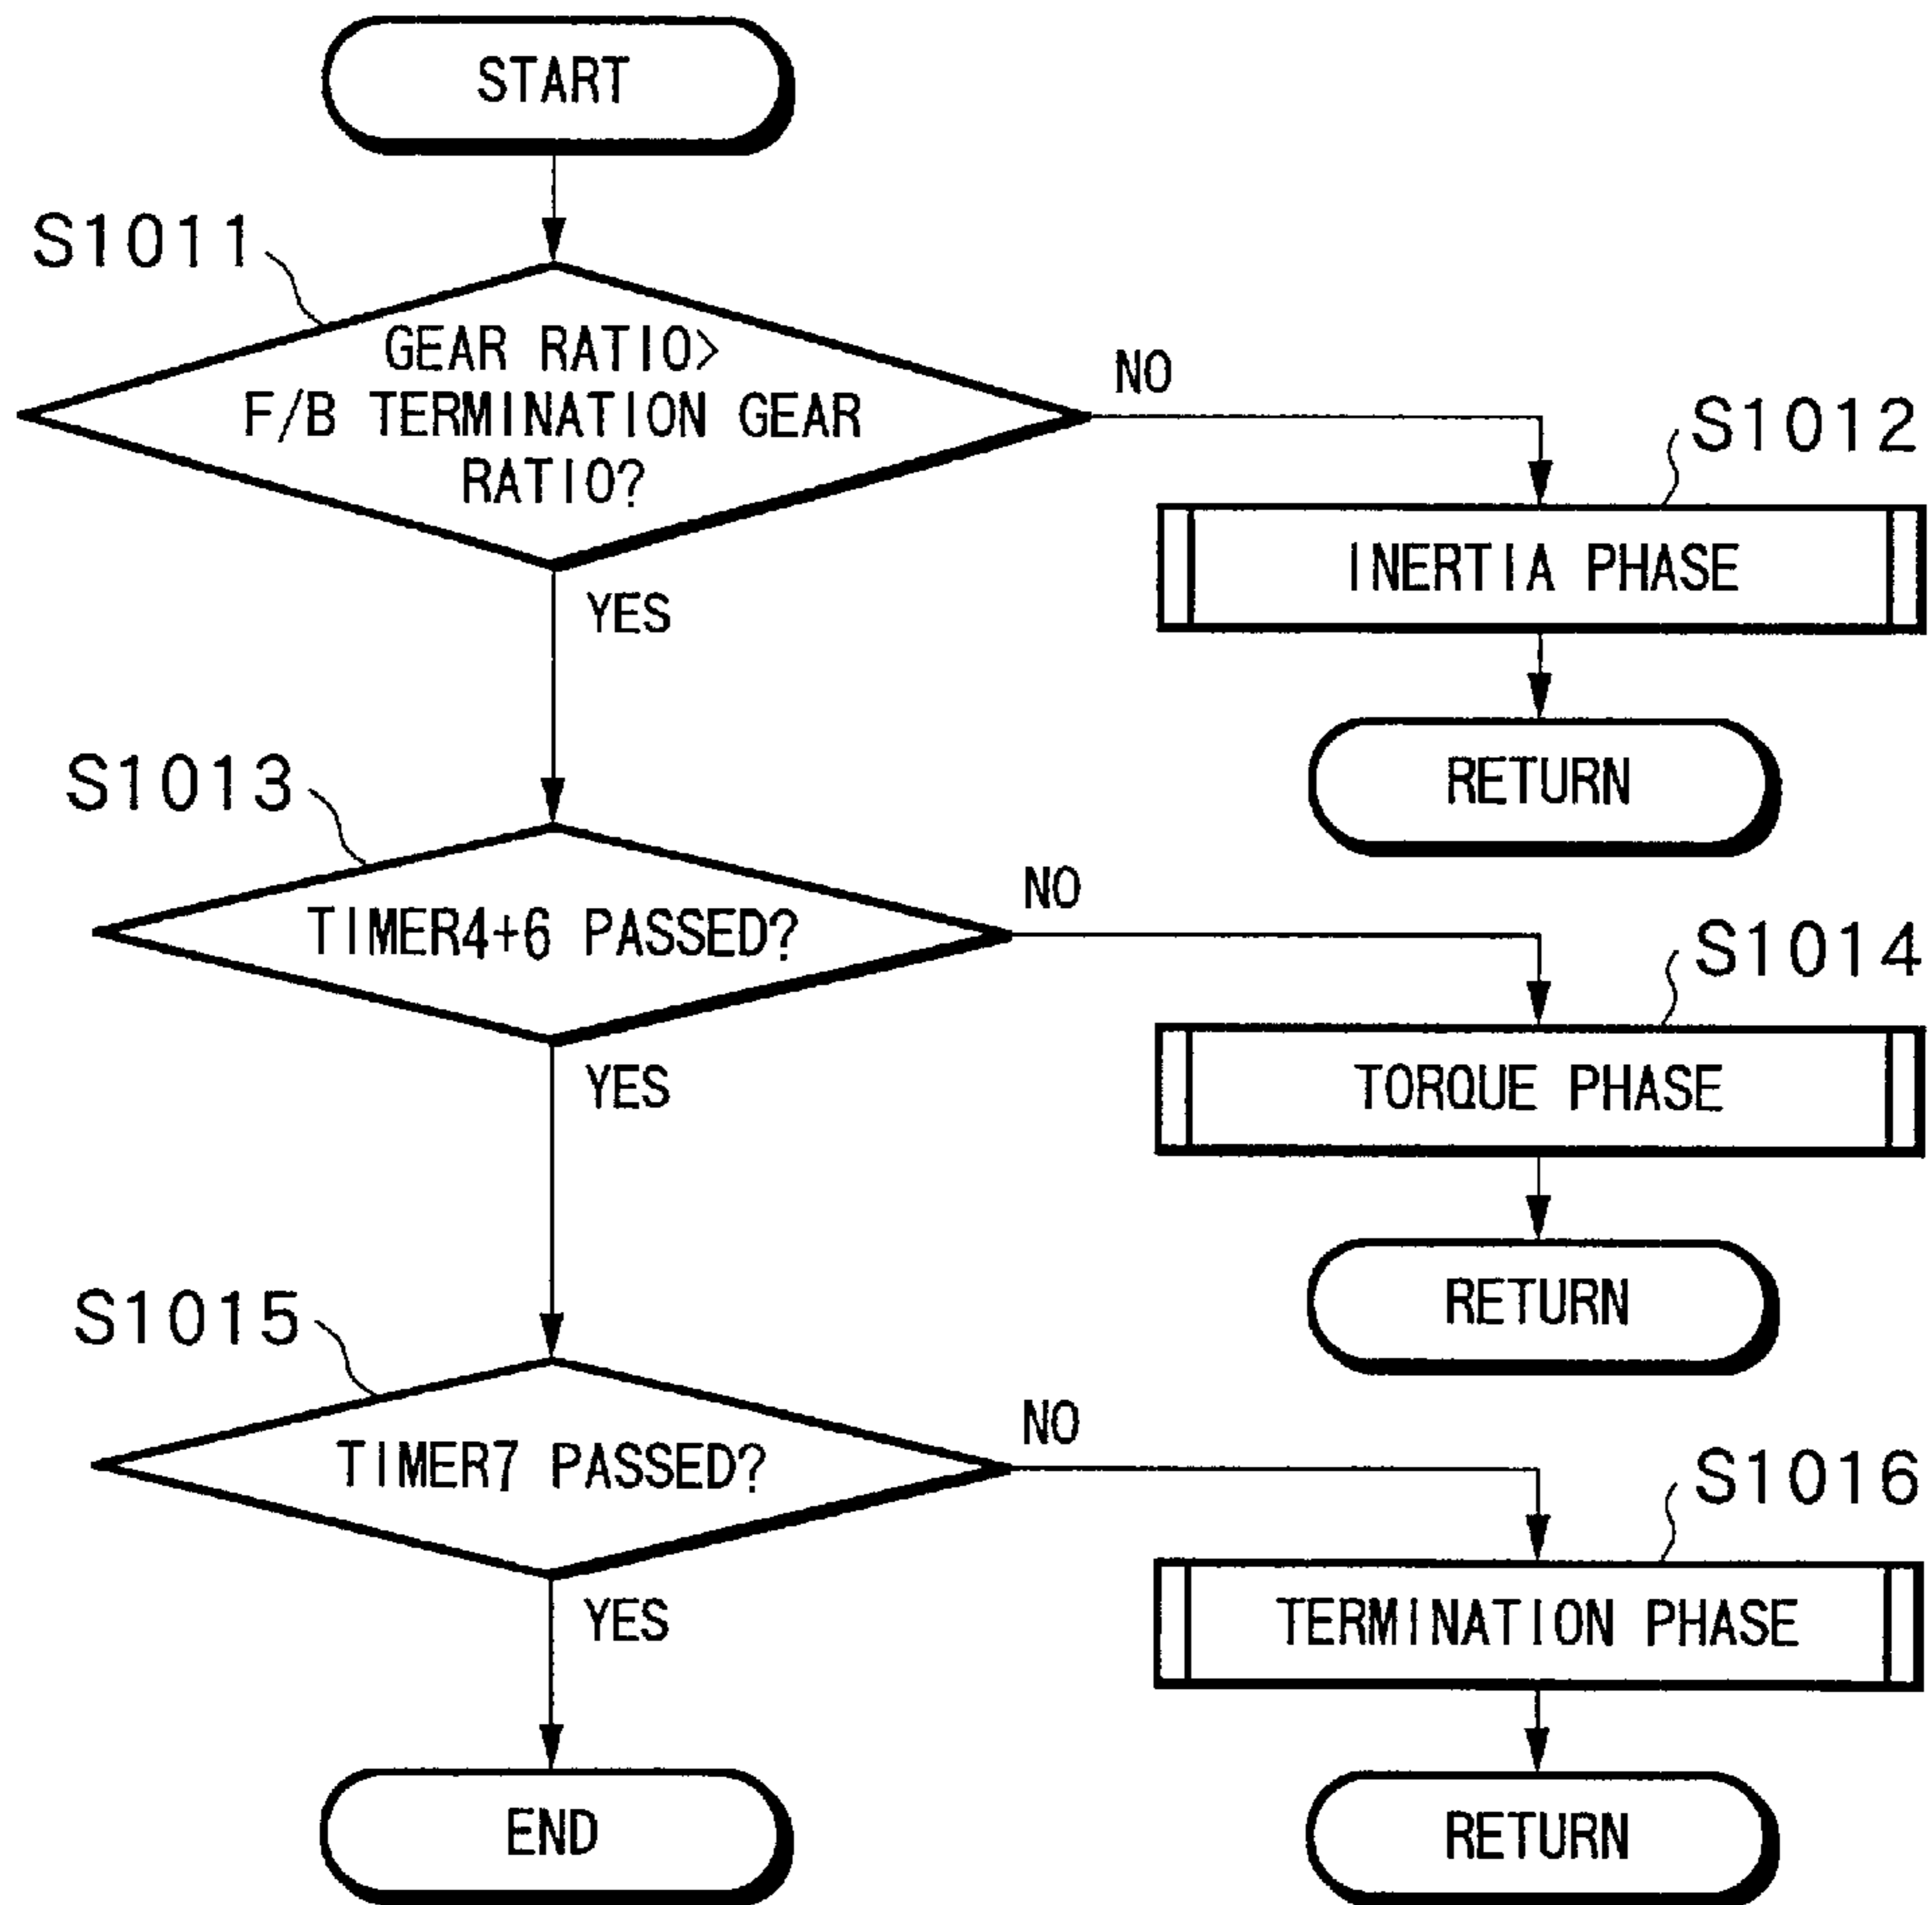 START
S1011
GEAR RATIO>
F/B TERMINATION GEAR
RATIO?
NO
S1012
INERTIA PHASE
YES
RETURN
S1013
TIMER4+6 PASSED?
NO
S1014
TORQUE PHASE
YES
RETURN
S1015
TIMER7 PASSED?
NO
S1016
TERMINATION PHASE
YES
END
RETURN